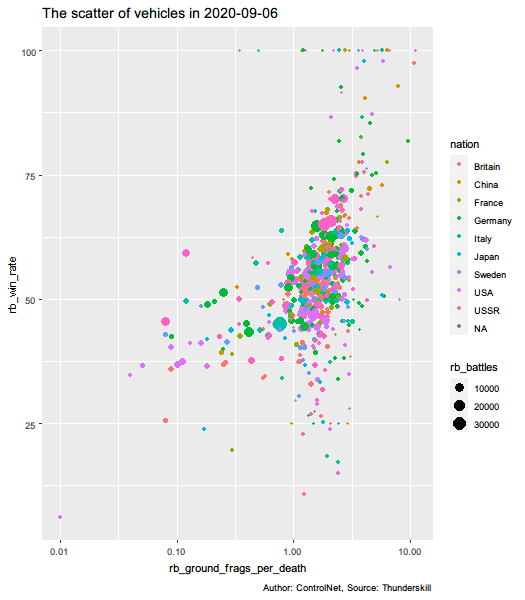 The scatter of vehicles in 2020-09-06
rb_win_rate
100
75
50
25
0.01
0.10
1.00
10.00
rb_ground_frags_per_death
nation
Britain
China
France
Germany
Italy
Japan
Sweden
USA
USSR
NA
rb_battles
10000
20000
30000
Author: ControlNet, Source: Thunderskill